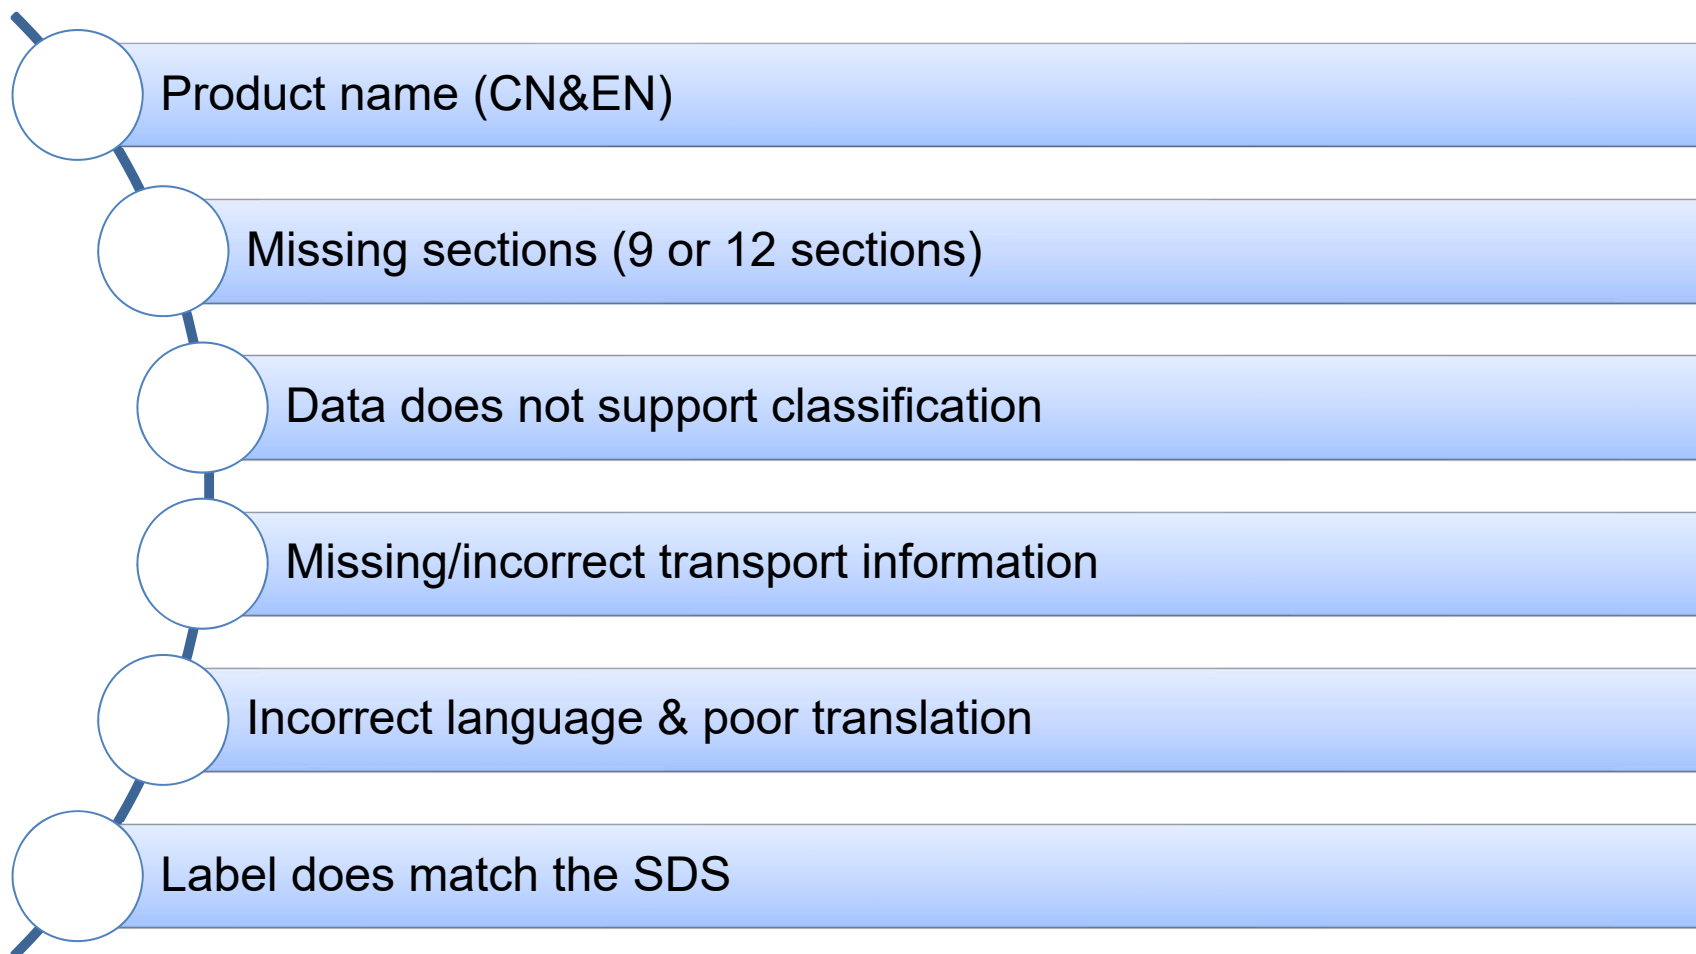 Product name (CN&EN)
Missing sections (9 or 12 sections)
Data does not support classification
Missing/incorrect transport information
Incorrect language & poor translation
Label does match the SDS